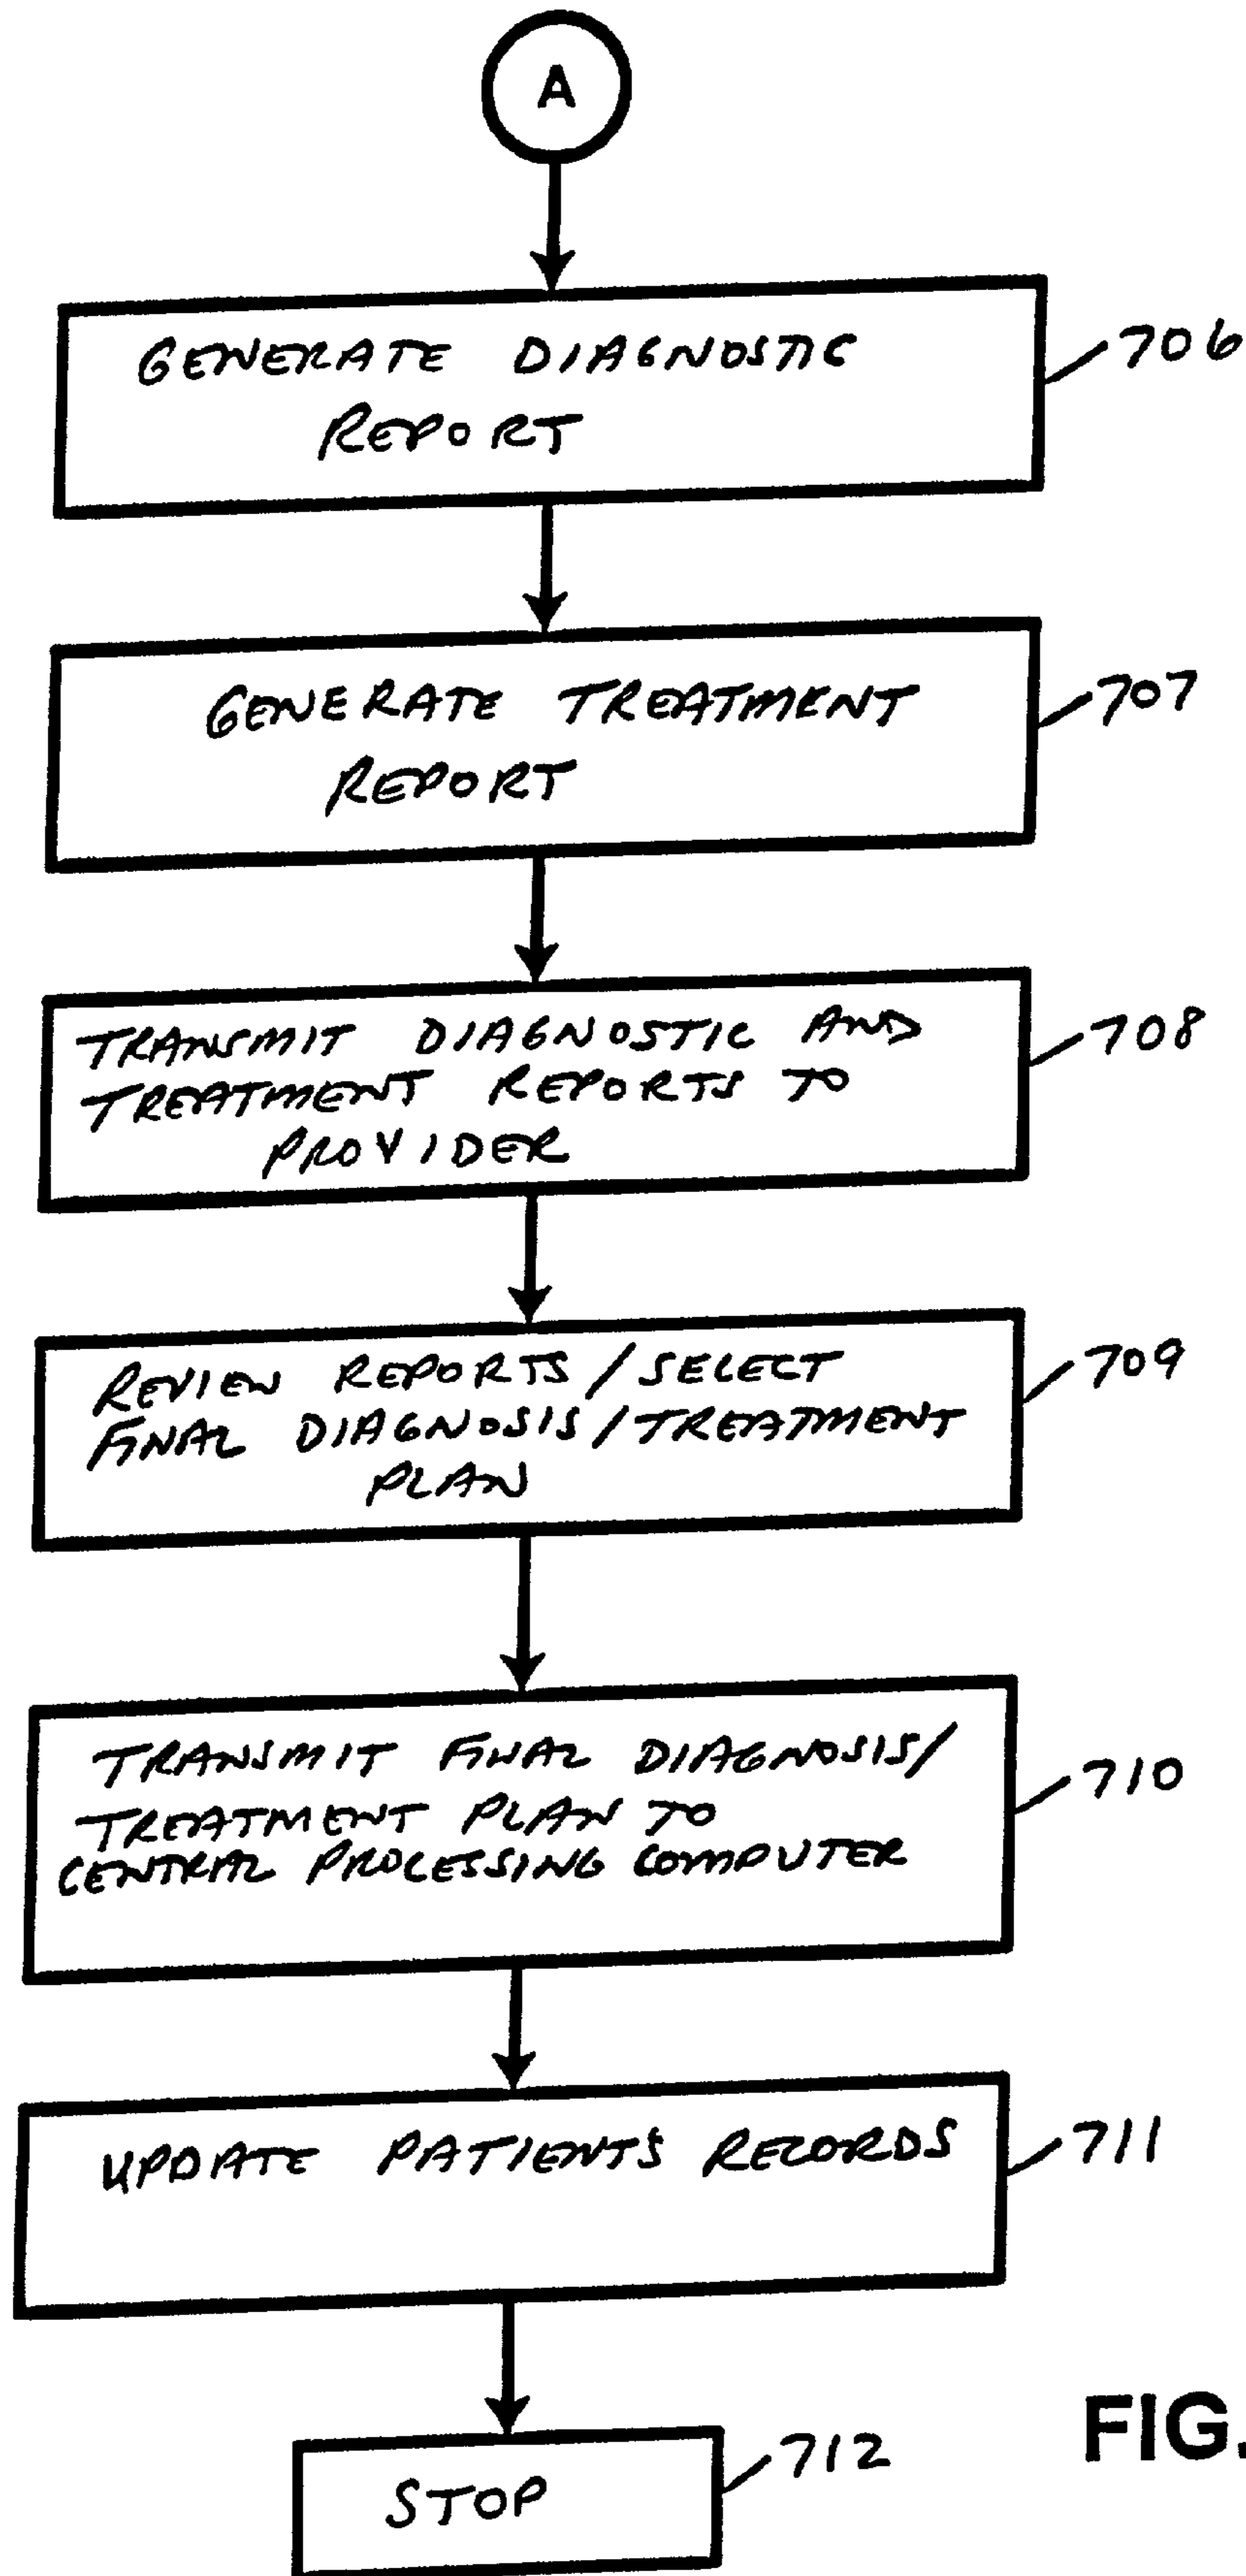 A
GENERATE DIAGNOSTIC
REPORT
706
GENERATE TREATMENT
REPORT
707
TRANSMIT DIAGNOSTIC AND
TREATMENT REPORTS TO
PROVIDER
708
REVIEW REPORTS/SELECT
FINAL DIAGNOSIS/TREATMENT
PLAN
709
TRANSMIT FINAL DIAGNOSIS/
TREATMENT PLAN TO
CENTRAL PROCESSING COMPUTER
710
UPDATE PATIENTS RECORDS
711
STOP
712
FIG.